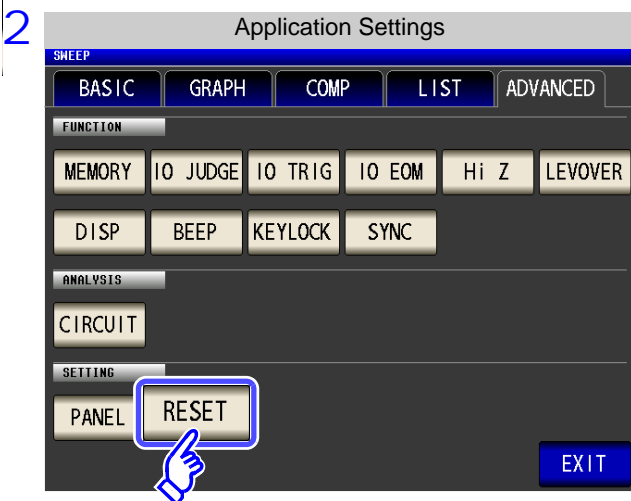 2
Application Settings
SWEEP
BASIC GRAPH COMP LIST ADVANCED
FUNCTION
MEMORY IO JUDGE IO TRIG IO EOM Hi Z LEVOVER
DISP BEEP KEYLOCK SYNC
ANALYSIS
CIRCUIT
SETTING
PANEL RESET
EXIT